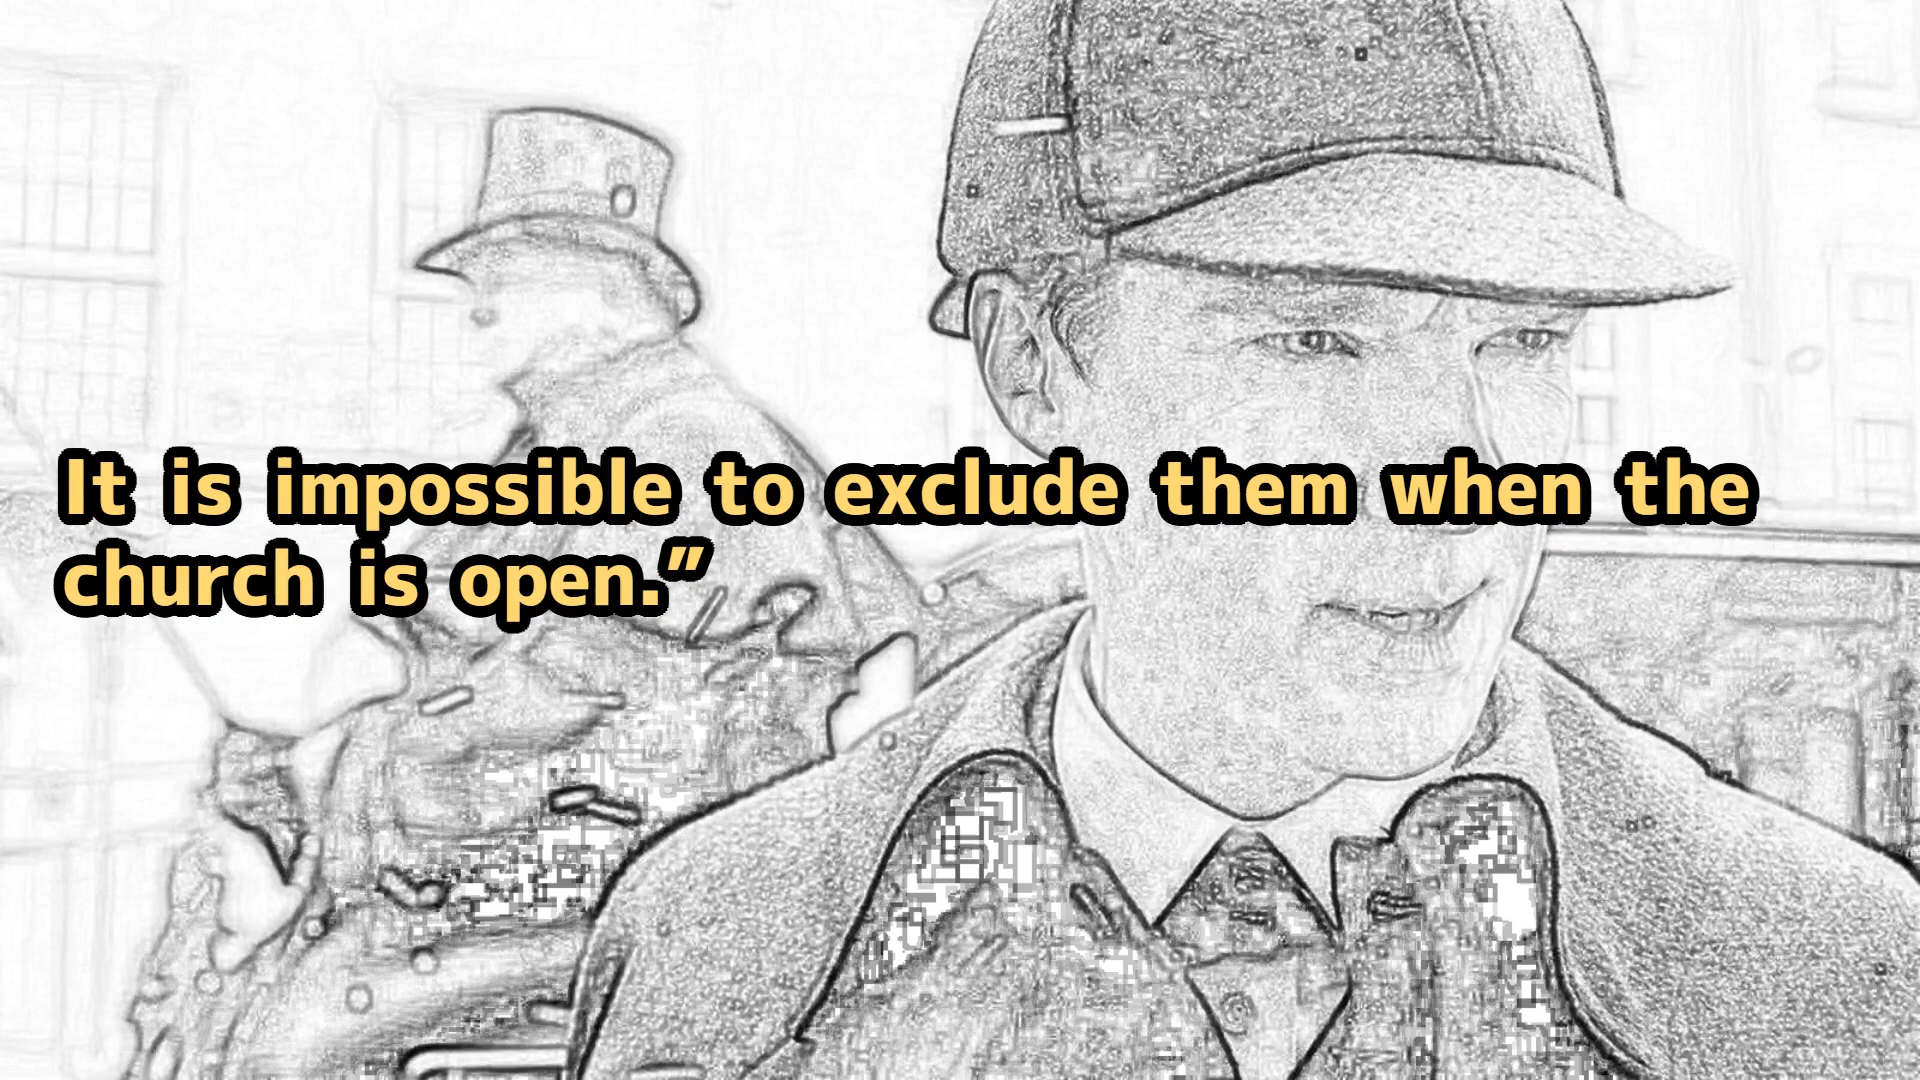 It is impossible to exclude them when the
church is open.”